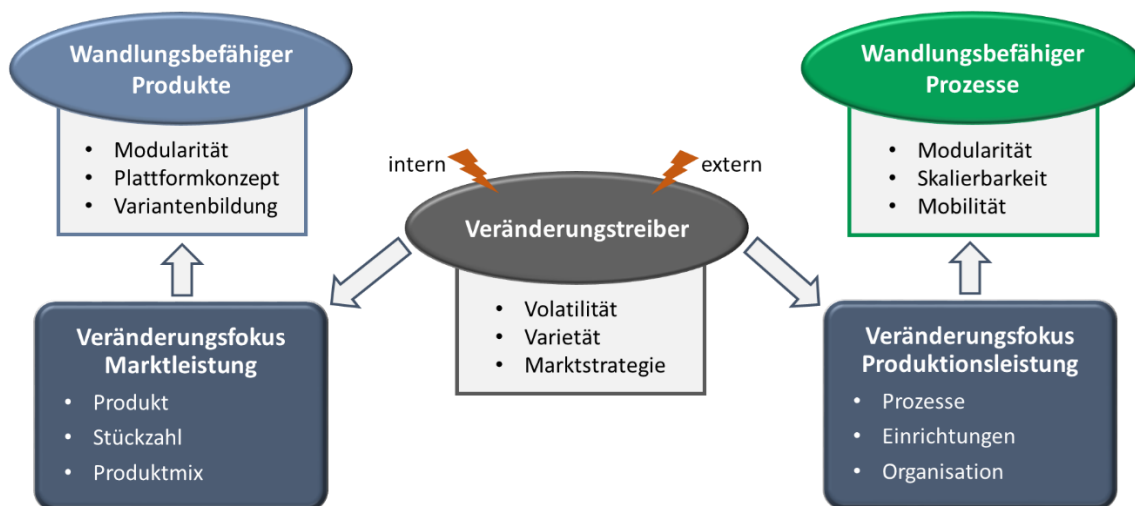 Wandlungsbefähiger
Produkte
• Modularität
• Plattformkonzept
• Variantenbildung
Wandlungsbefähiger
Prozesse
• Modularität
• Skalierbarkeit
• Mobilität
intern
extern
Veränderungstreiber
• Volatilität
• Varietät
• Marktstrategie
Veränderungsfokus
Marktleistung
• Produkt
• Stückzahl
• Produktmix
Veränderungsfokus
Produktionsleistung
• Prozesse
• Einrichtungen
• Organisation